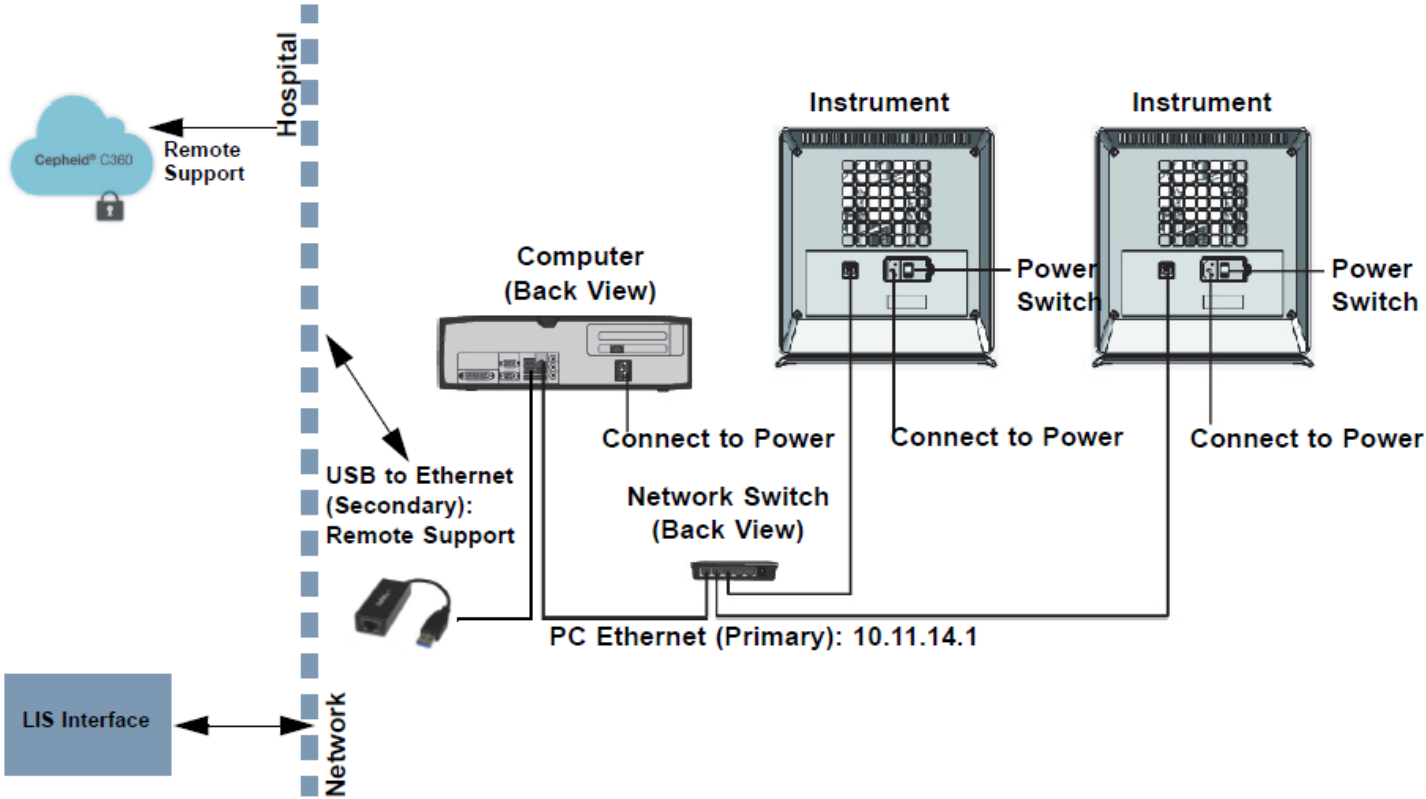 Hospital
Cepheid® C360
Remote
Support
Instrument
Instrument
Computer
(Back View)
Power
Switch
Power
Switch
Connect to Power
Connect to Power
Connect to Power
USB to Ethernet
(Secondary):
Remote Support
Network Switch
(Back View)
PC Ethernet (Primary): 10.11.14.1
LIS Interface
Network